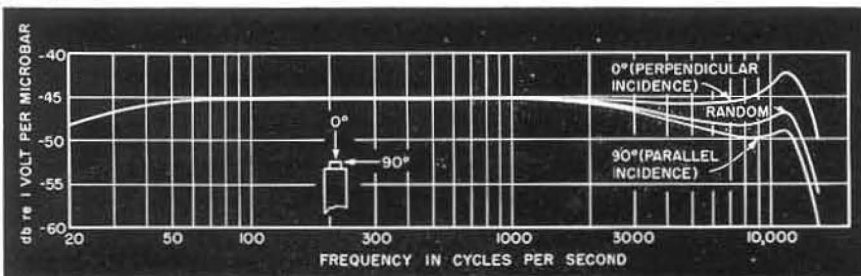 db re 1 VOLT PER MICROBAR
-40
-45
-50
-55
-60
0° (PERPENDICULAR
INCIDENCE)
RANDOM
90° (PARALLEL
INCIDENCE)
0°
90°
20
50
100
300
1000
3000
10,000
FREQUENCY IN CYCLES PER SECOND